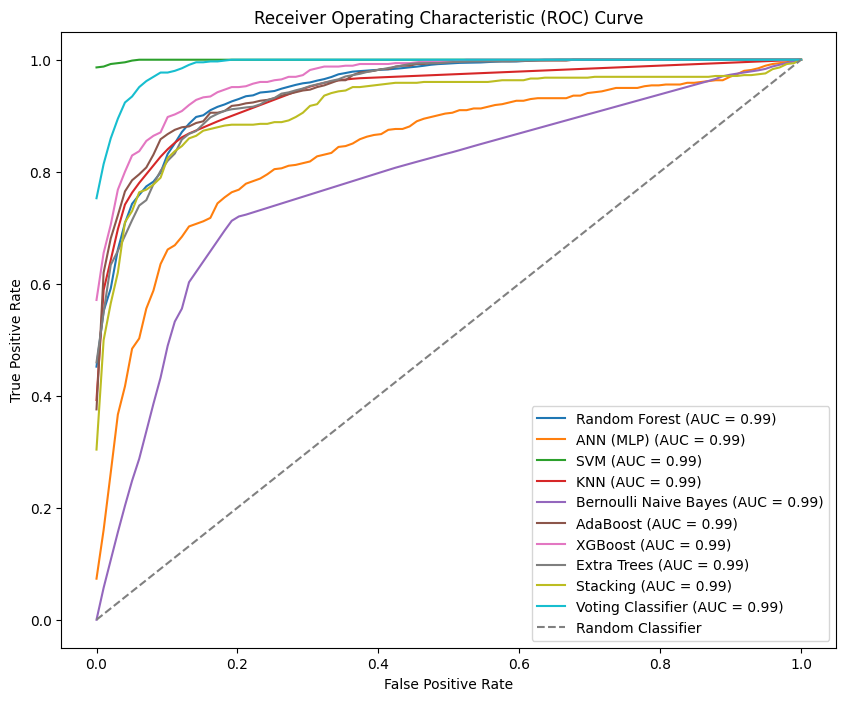 Receiver Operating Characteristic (ROC) Curve
1.0
0.8
0.6
0.4
0.2
0.0
True Positive Rate
Random Forest (AUC = 0.99)
ANN (MLP) (AUC = 0.99)
SVM (AUC = 0.99)
KNN (AUC = 0.99)
Bernoulli Naive Bayes (AUC = 0.99)
AdaBoost (AUC = 0.99)
XGBoost (AUC = 0.99)
Extra Trees (AUC = 0.99)
Stacking (AUC = 0.99)
Voting Classifier (AUC = 0.99)
Random Classifier
0.0 0.2 0.4 0.6 0.8 1.0
False Positive Rate